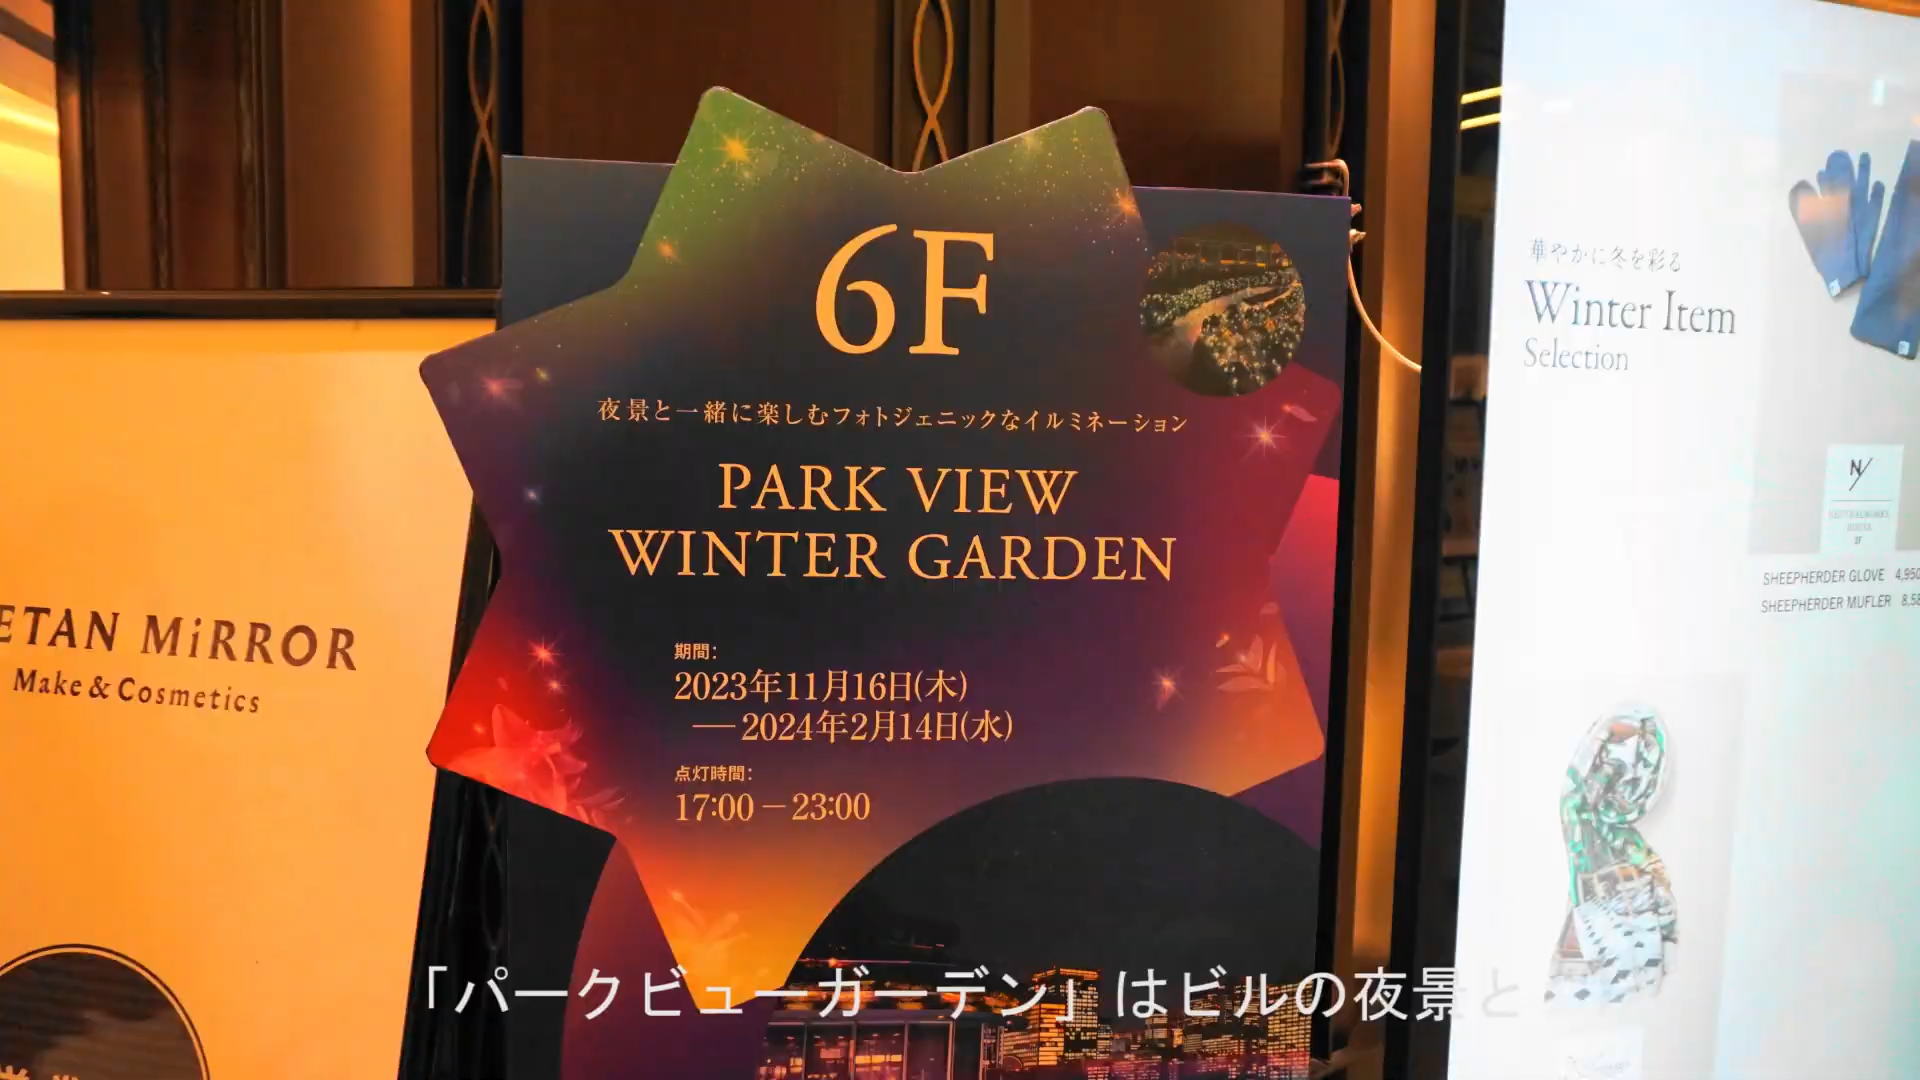 6F
夜景と一緒に楽しむフォトジェニックなイルミネーション
PARK VIEW
WINTER GARDEN
期間:
2023年11月16日(木)
—2024年2月14日(水)
点灯時間:
17:00－23:00
ETAN MiRROR
Make & Cosmetics
華やかに冬を彩る
Winter Item
Selection
N/
SHEEPHERDER GLOVE 4,950
SHEEPHERDER MUFLER 8,58
「パークビューガーデン」はビルの夜景と